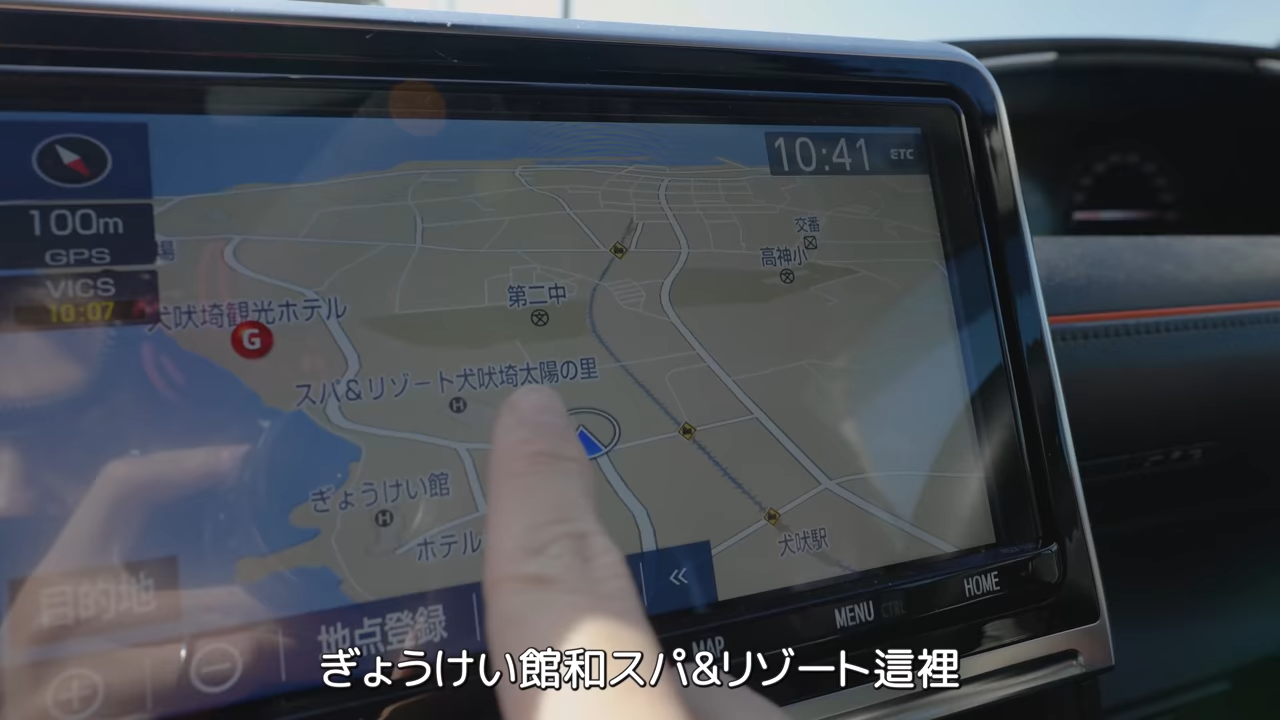 10:41 ETC
100m
GPS
VICS
10:07
場
交番
高神小
第二中
犬吠埼観光ホテル
G
スパ&リゾート犬吠埼太陽の里
H
ぎょうけい館
H
ホテル
犬吠駅
目的地
地点登録
«
MAP
MENU
CTRL
HOME
ぎょうけい館和スパ&リゾート這裡